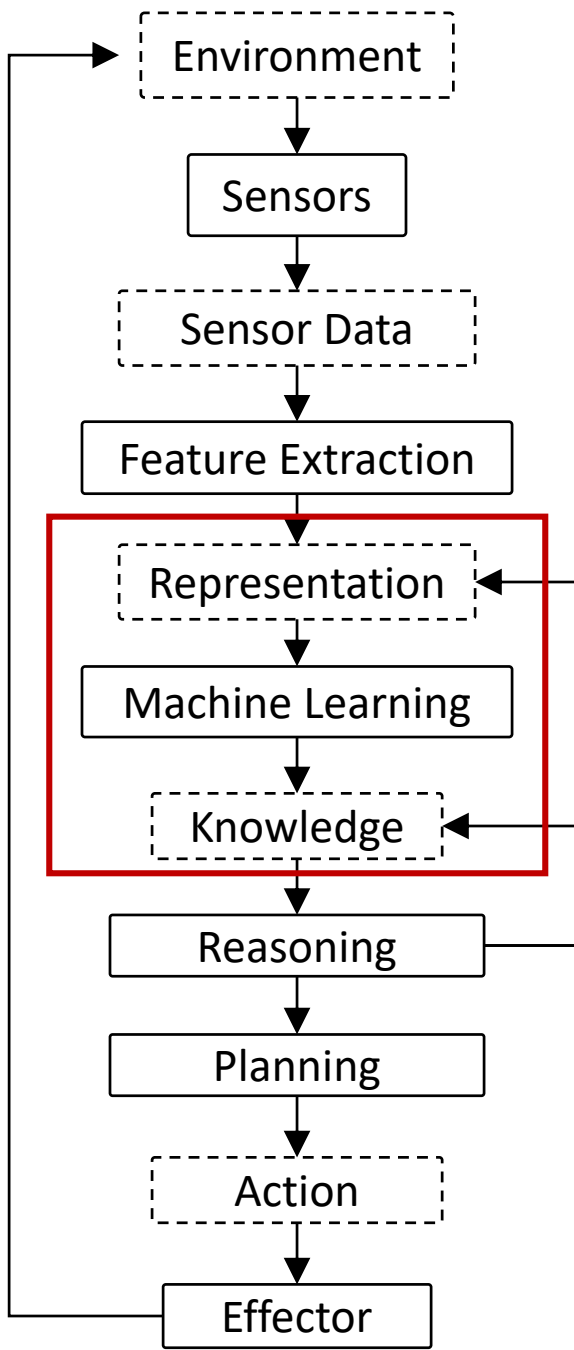 Environment
Sensors
Sensor Data
Feature Extraction
Representation
Machine Learning
Knowledge
Reasoning
Planning
Action
Effector